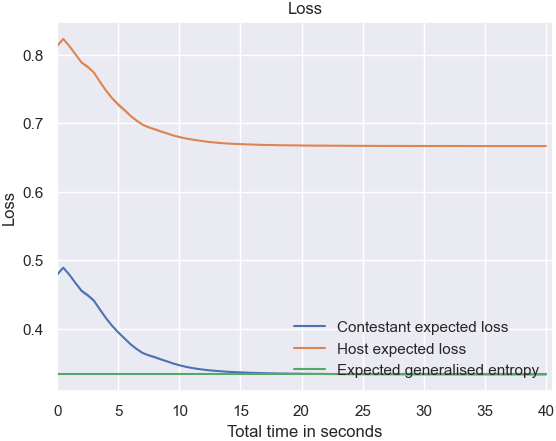 Loss
Loss
0.8
0.7
0.6
0.5
0.4
Contestant expected loss
Host expected loss
Expected generalised entropy
0 5 10 15 20 25 30 35 40
Total time in seconds